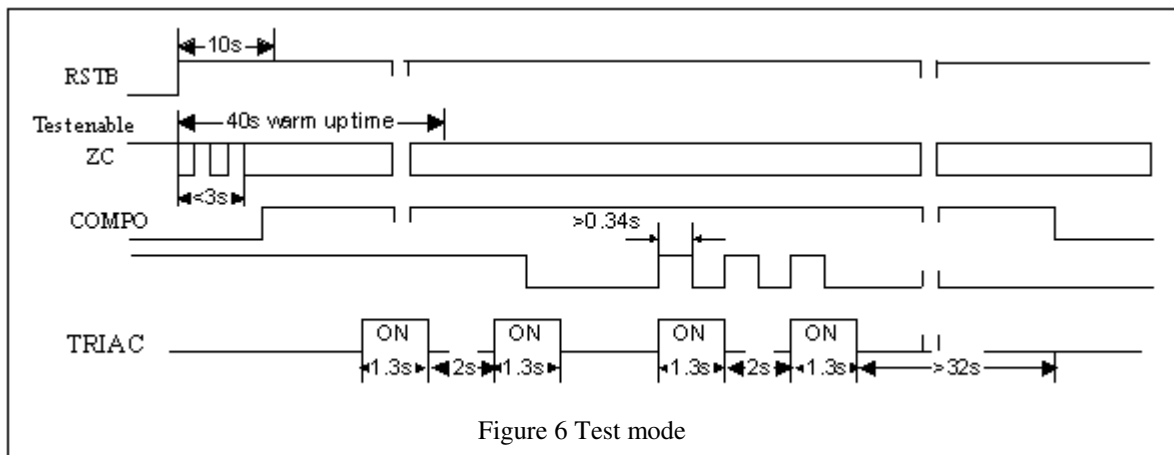 10s
RSTB
Testenable
40s warm uptime
ZC
<3s
COMPO
>0.34s
TRIAC
ON ON ON ON
1.3s 2s 1.3s 1.3s 2s 1.3s >32s
Figure 6 Test mode